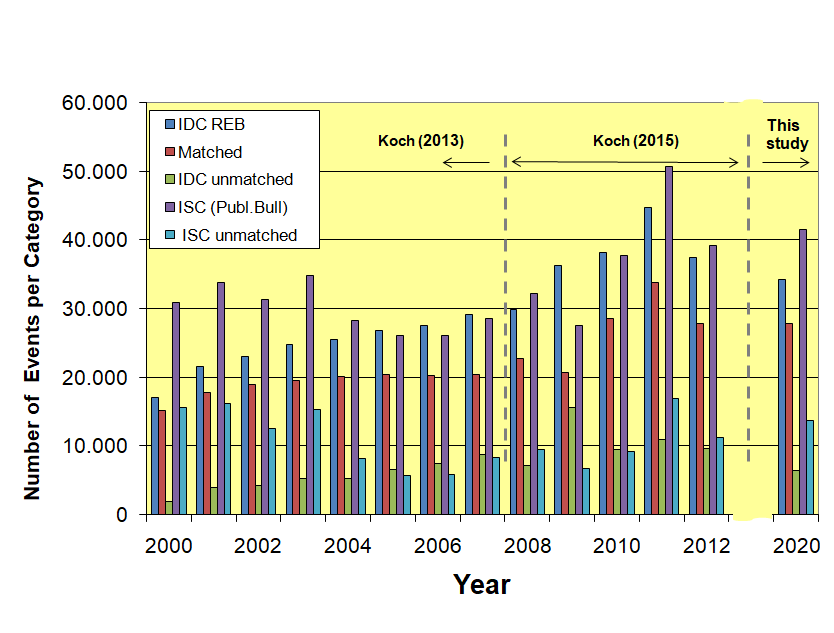 60.000
50.000
40.000
30.000
20.000
10.000
0
Number of Events per Category
IDC REB
Matched
IDC unmatched
ISC (Publ.Bull)
ISC unmatched
Koch (2013)
Koch (2015)
This
study
2000 2002 2004 2006 2008 2010 2012 2020
Year